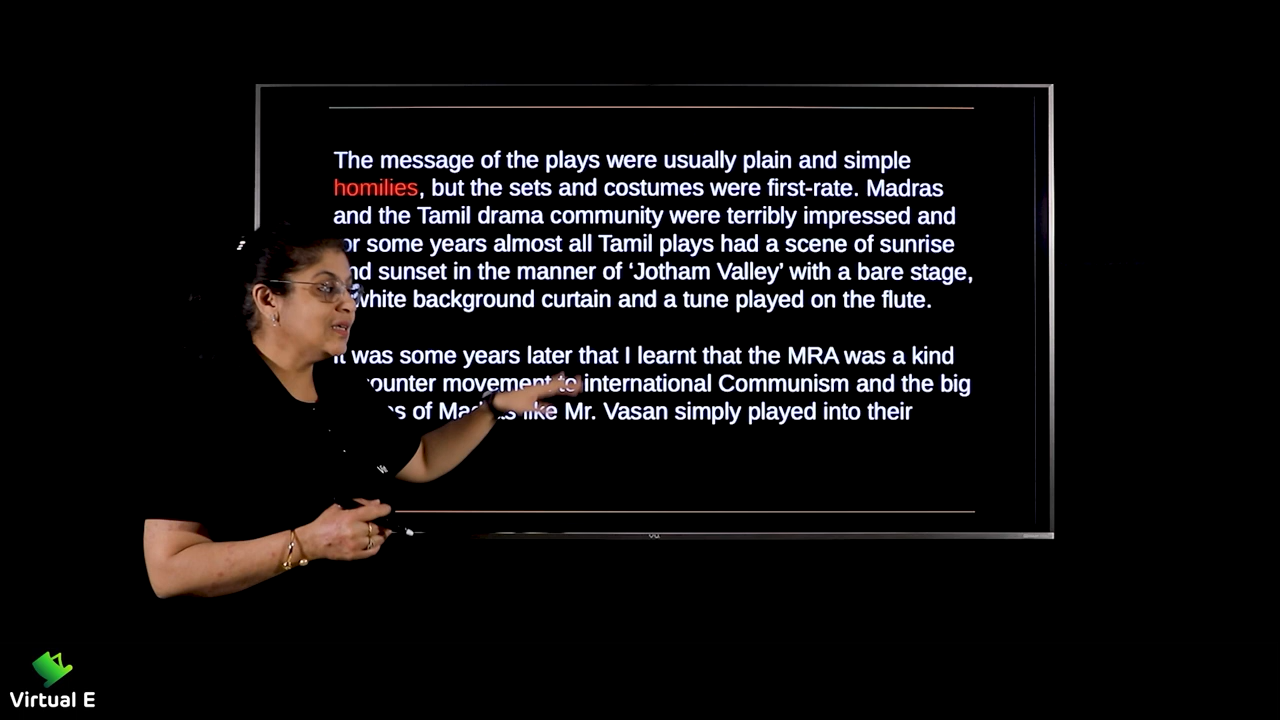 The message of the plays were usually plain and simple
homilies, but the sets and costumes were first-rate. Madras
and the Tamil drama community were terribly impressed and
some years almost all Tamil plays had a scene of sunrise
sunset in the manner of ‘Jotham Valley’ with a bare stage,
white background curtain and a tune played on the flute.
It was some years later that I learnt that the MRA was a kind
counter movement to international Communism and the big
of Madras like Mr. Vasan simply played into their
Virtual E